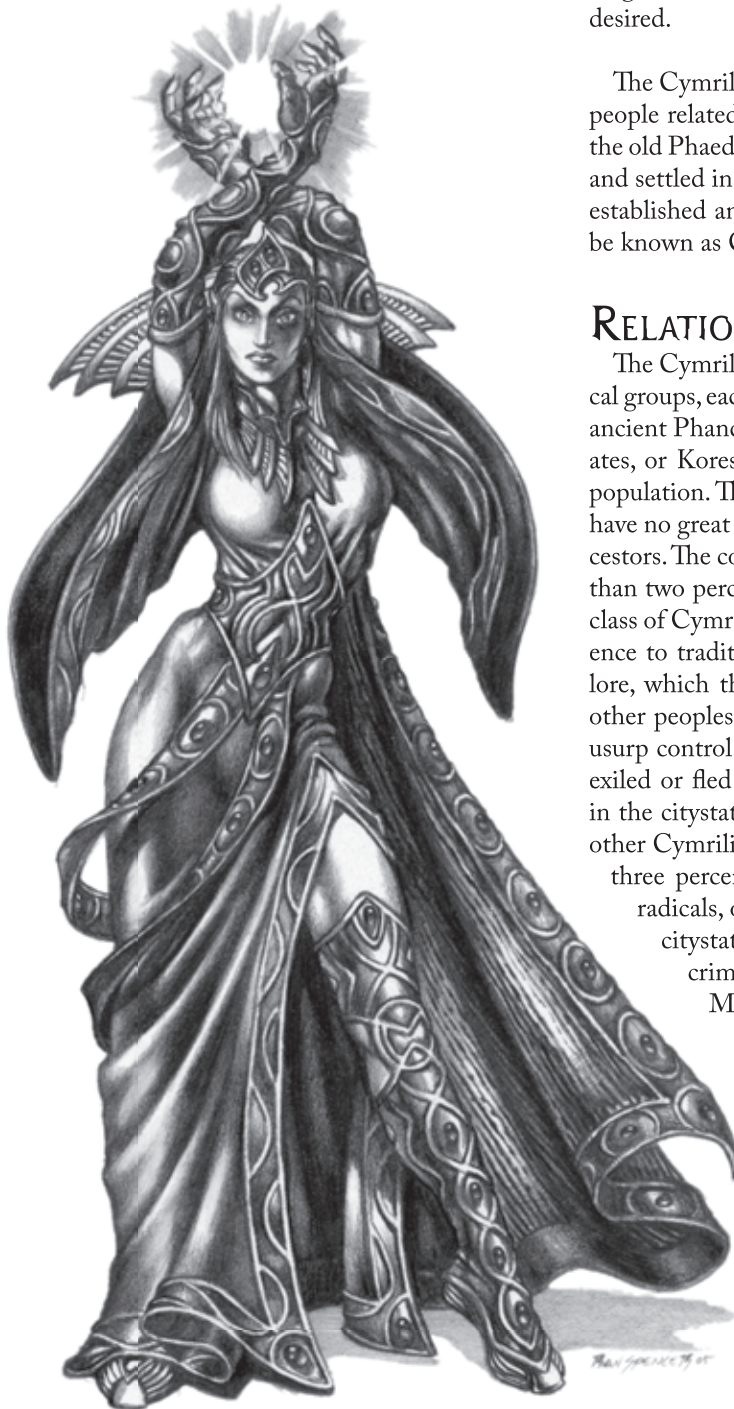 desired.
The Cymril
people related
the old Phaed
and settled in
established an
be known as C
RELATIO
The Cymril
cal groups, eac
ancient Phand
ates, or Kores
population. Th
have no great
cestors. The co
than two perc
class of Cymr
ence to tradit
lore, which th
other peoples
usurp control
exiled or fled
in the citystat
other Cymrili
three percen
radicals, o
citystat
crim
M